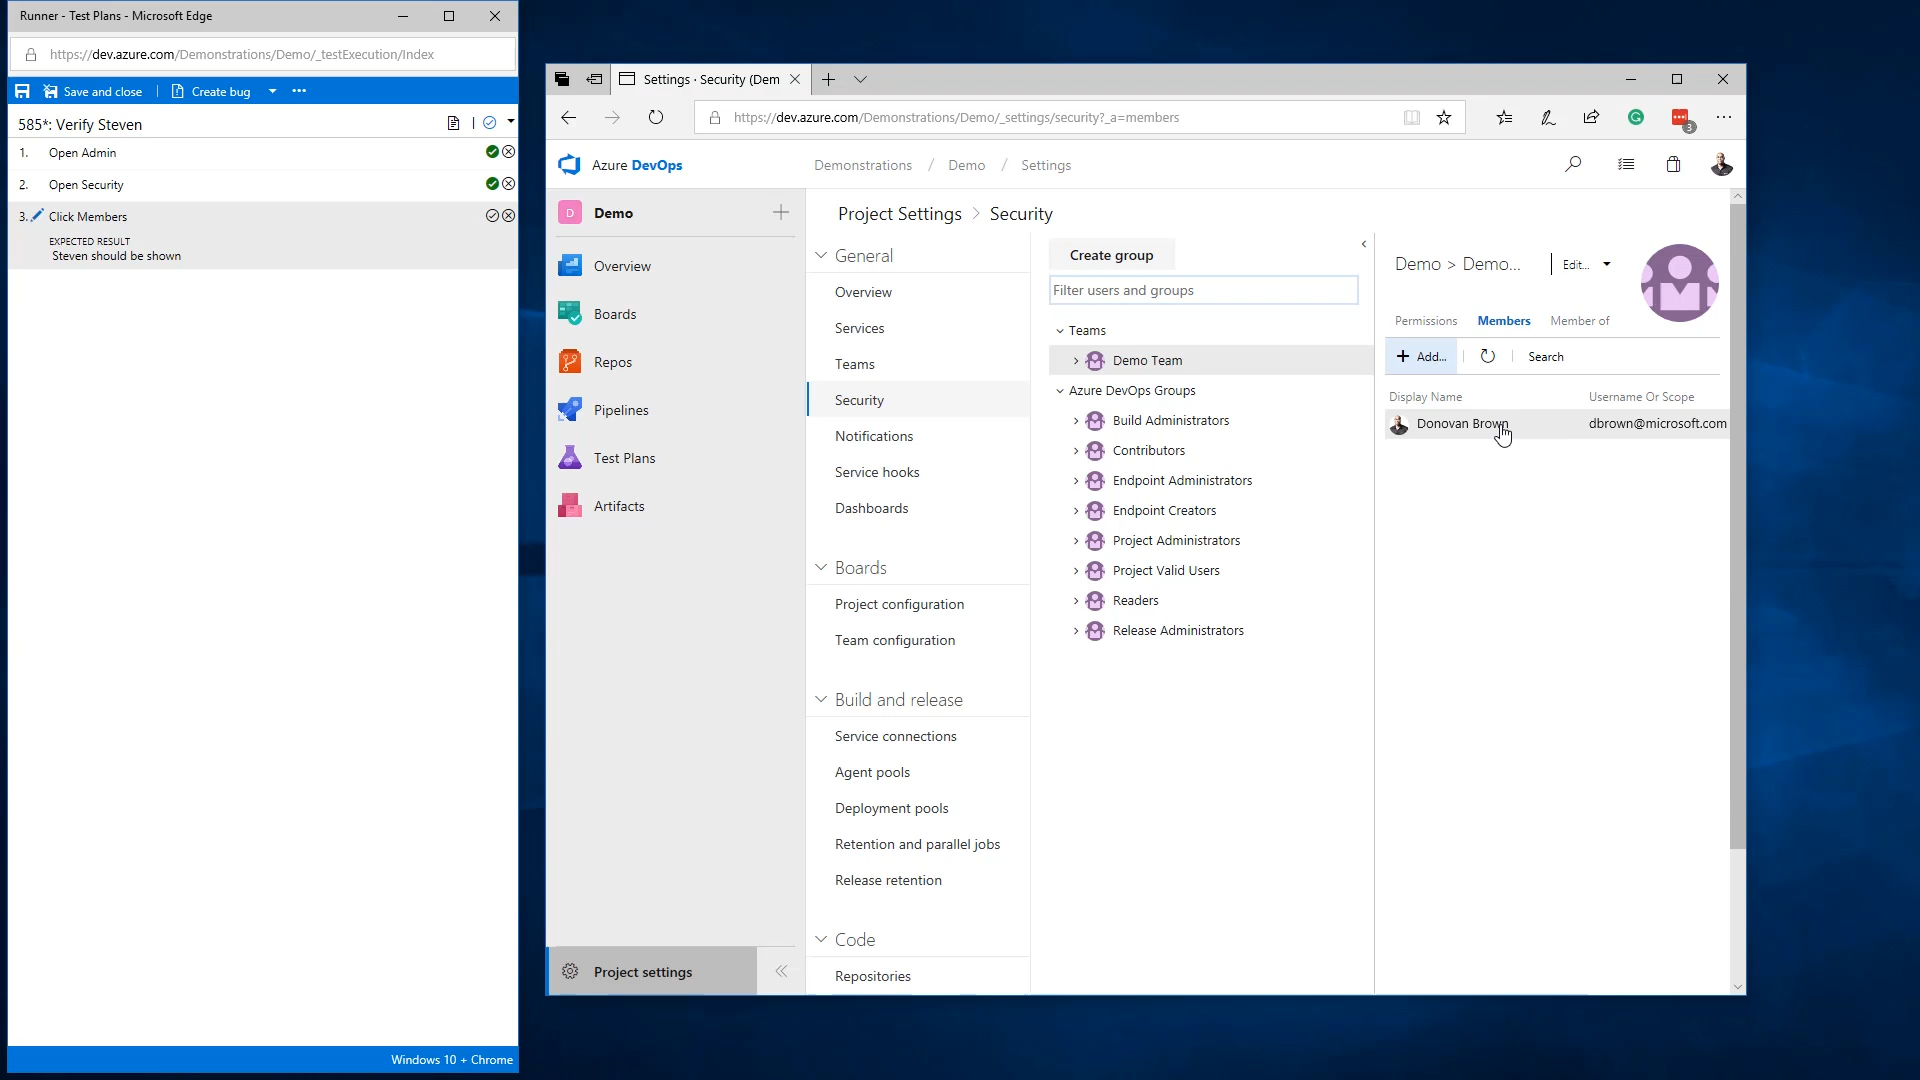 Runner - Test Plans - Microsoft Edge
https://dev.azure.com/Demonstrations/Demo/_testExecution/Index
Save and close
Create bug
585*: Verify Steven
1. Open Admin
2. Open Security
3. Click Members
EXPECTED RESULT
Steven should be shown
Windows 10 + Chrome
Settings · Security (Dem
https://dev.azure.com/Demonstrations/Demo/_settings/security?_a=members
3
Azure DevOps
Demonstrations / Demo / Settings
D Demo
Overview
Boards
Repos
Pipelines
Test Plans
Artifacts
Project settings
Project Settings > Security
General
Overview
Services
Teams
Security
Notifications
Service hooks
Dashboards
Boards
Project configuration
Team configuration
Build and release
Service connections
Agent pools
Deployment pools
Retention and parallel jobs
Release retention
Code
Repositories
Create group
Filter users and groups
Teams
Demo Team
Azure DevOps Groups
Build Administrators
Contributors
Endpoint Administrators
Endpoint Creators
Project Administrators
Project Valid Users
Readers
Release Administrators
Demo > Demo...
Edit...
Permissions Members Member of
+ Add... Search
Display Name Username Or Scope
Donovan Brown dbrown@microsoft.com